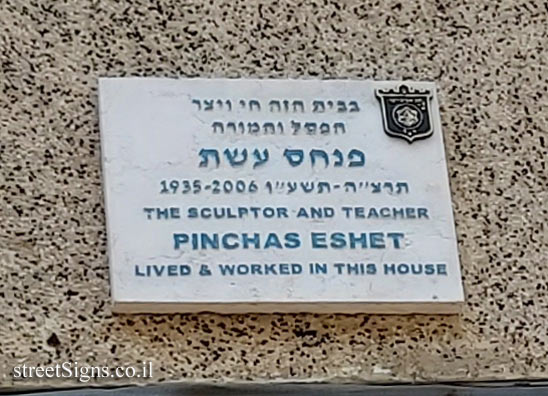 בבית הזה חי ויצר
הפסל והמורה
פנחס עשת
תרצ״ה-תשע״ו 1935-2006
THE SCULPTOR AND TEACHER
PINCHAS ESHET
LIVED & WORKED IN THIS HOUSE
streetSigns.co.il